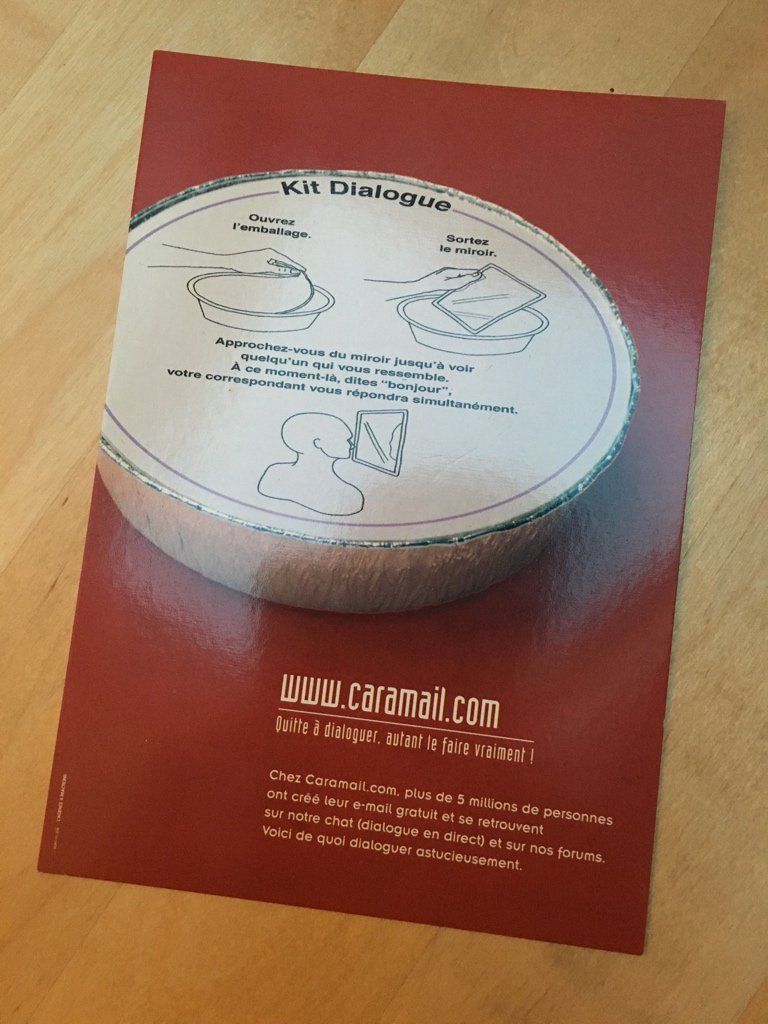 Kit Dialogue
Ouvrez
l'emballage.
Sortez
le miroir.
Approchez-vous du miroir jusqu'à voir
quelqu'un qui vous ressemble.
À ce moment-là, dites "bonjour",
votre correspondant vous répondra simultanément.
www.caramail.com
Quitte à dialoguer, autant le faire vraiment !
Chez Caramail.com, plus de 5 millions de personnes
ont créé leur e-mail gratuit et se retrouvent
sur notre chat (dialogue en direct) et sur nos forums.
Voici de quoi dialoguer astucieusement.